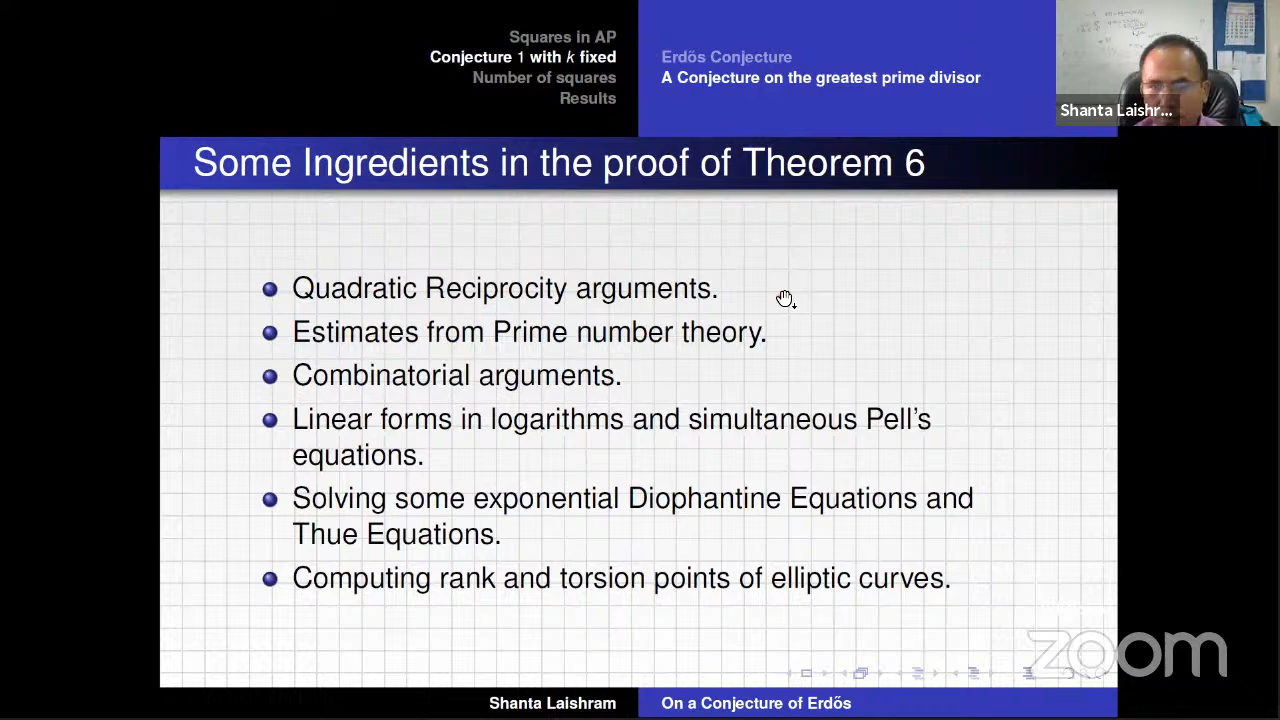 Squares in AP
Conjecture 1 with k fixed
Number of squares
Results
Erdős Conjecture
A Conjecture on the greatest prime divisor
Shanta Laishr...
Some Ingredients in the proof of Theorem 6
Quadratic Reciprocity arguments.
Estimates from Prime number theory.
Combinatorial arguments.
Linear forms in logarithms and simultaneous Pell's
equations.
Solving some exponential Diophantine Equations and
Thue Equations.
Computing rank and torsion points of elliptic curves.
zoom
Shanta Laishram
On a Conjecture of Erdős